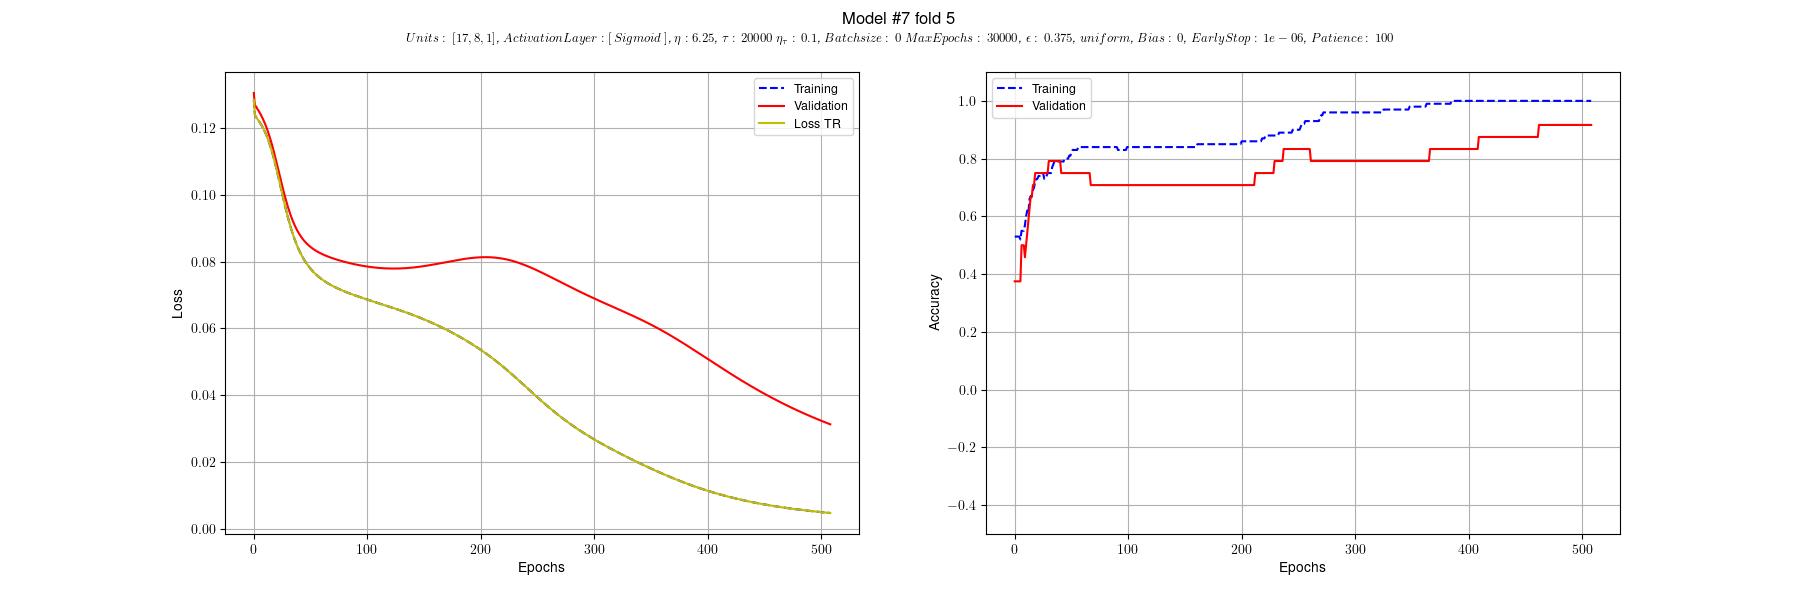 Model #7 fold 5
Units : [17, 8, 1], ActivationLayer : [ Sigmoid ], η : 6.25, τ : 20000 ητ : 0.1, Batchsize : 0 MaxEpochs : 30000, ϵ : 0.375, uniform, Bias : 0, EarlyStop : 1e − 06, Patience : 100
Training
Validation
Loss TR
0.12
0.10
0.08
0.06
0.04
0.02
0.00
Loss
0 100 200 300 400 500
Epochs
Training
Validation
1.0
0.8
0.6
0.4
0.2
0.0
−0.2
−0.4
Accuracy
0 100 200 300 400 500
Epochs